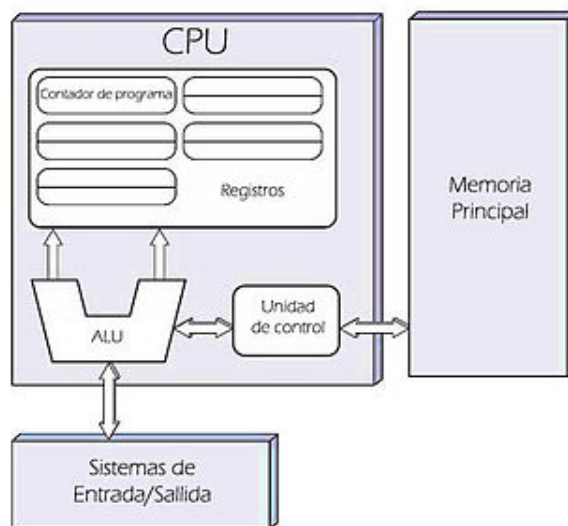 CPU
Contador de programa
Registros
Memoria
Principal
Unidad
de control
ALU
Sistemas de
Entrada/Sallida